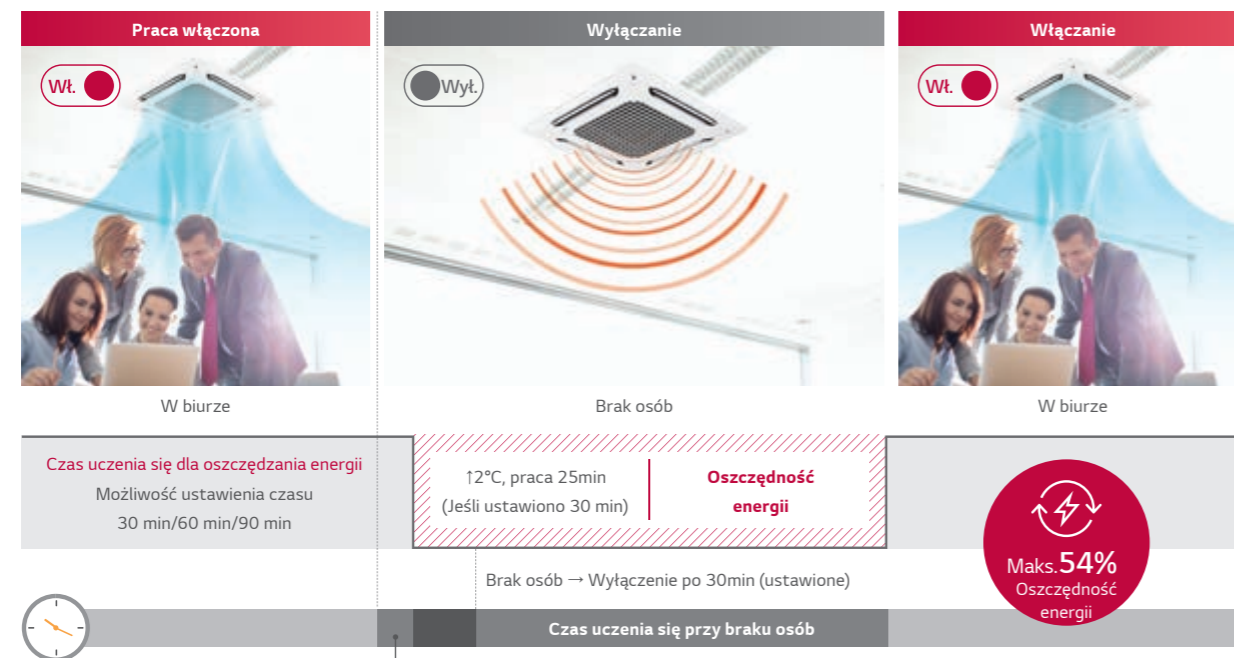 Praca włączona
Wyłączanie
Włączanie
Wł.
Wył.
Wł.
W biurze
Brak osób
W biurze
Czas uczenia się dla oszczędzania energii
Możliwość ustawienia czasu
30 min/60 min/90 min
↑2°C, praca 25min
(Jeśli ustawiono 30 min)
Oszczędność
energii
Maks.54%
Oszczędność
energii
Brak osób → Wyłączenie po 30min (ustawione)
Czas uczenia się przy braku osób